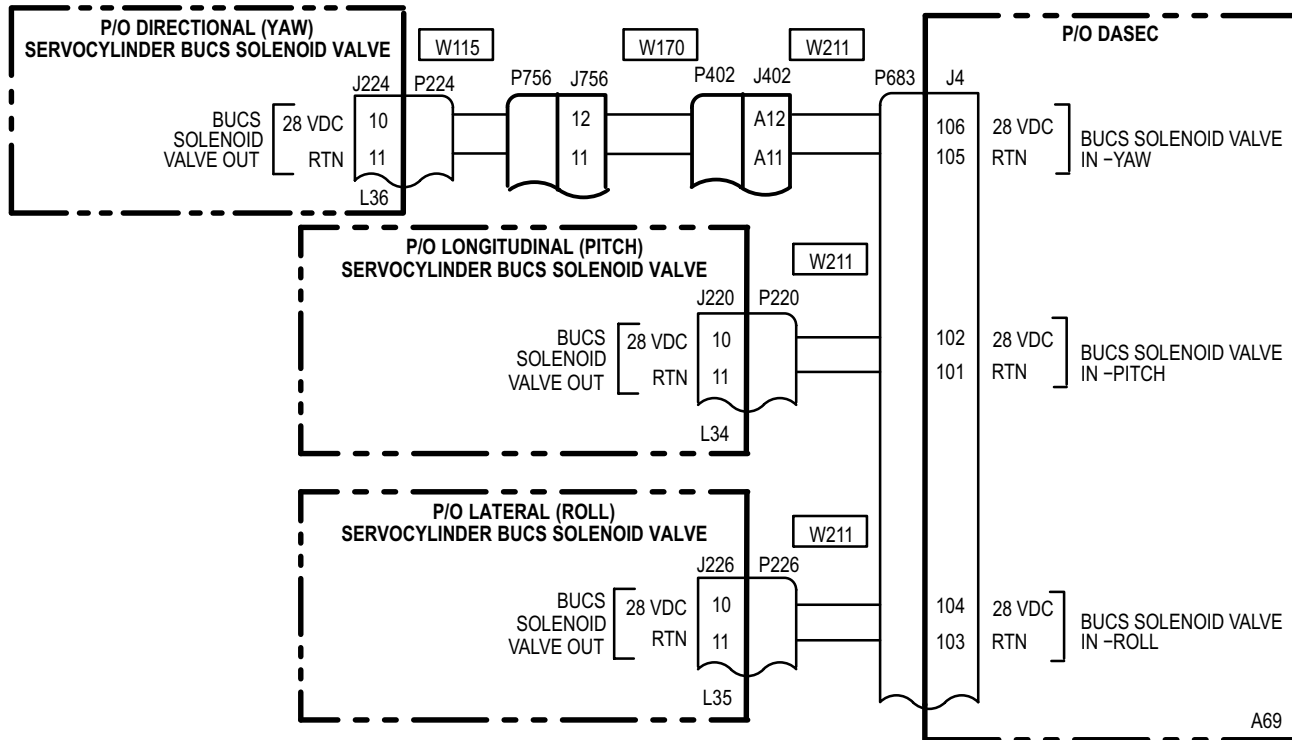 P/O DIRECTIONAL (YAW)
SERVOCYLINDER BUCS SOLENOID VALVE
W115
W170
W211
P/O DASEC
J224 P224
P756 J756
P402 J402
P683 J4
BUCS
SOLENOID
VALVE OUT
28 VDC 10
RTN 11
12
11
A12
A11
106 28 VDC
105 RTN
BUCS SOLENOID VALVE
IN –YAW
L36
P/O LONGITUDINAL (PITCH)
SERVOCYLINDER BUCS SOLENOID VALVE
W211
J220 P220
BUCS
SOLENOID
VALVE OUT
28 VDC 10
RTN 11
102 28 VDC
101 RTN
BUCS SOLENOID VALVE
IN –PITCH
L34
P/O LATERAL (ROLL)
SERVOCYLINDER BUCS SOLENOID VALVE
W211
J226 P226
BUCS
SOLENOID
VALVE OUT
28 VDC 10
RTN 11
104 28 VDC
103 RTN
BUCS SOLENOID VALVE
IN –ROLL
L35
A69